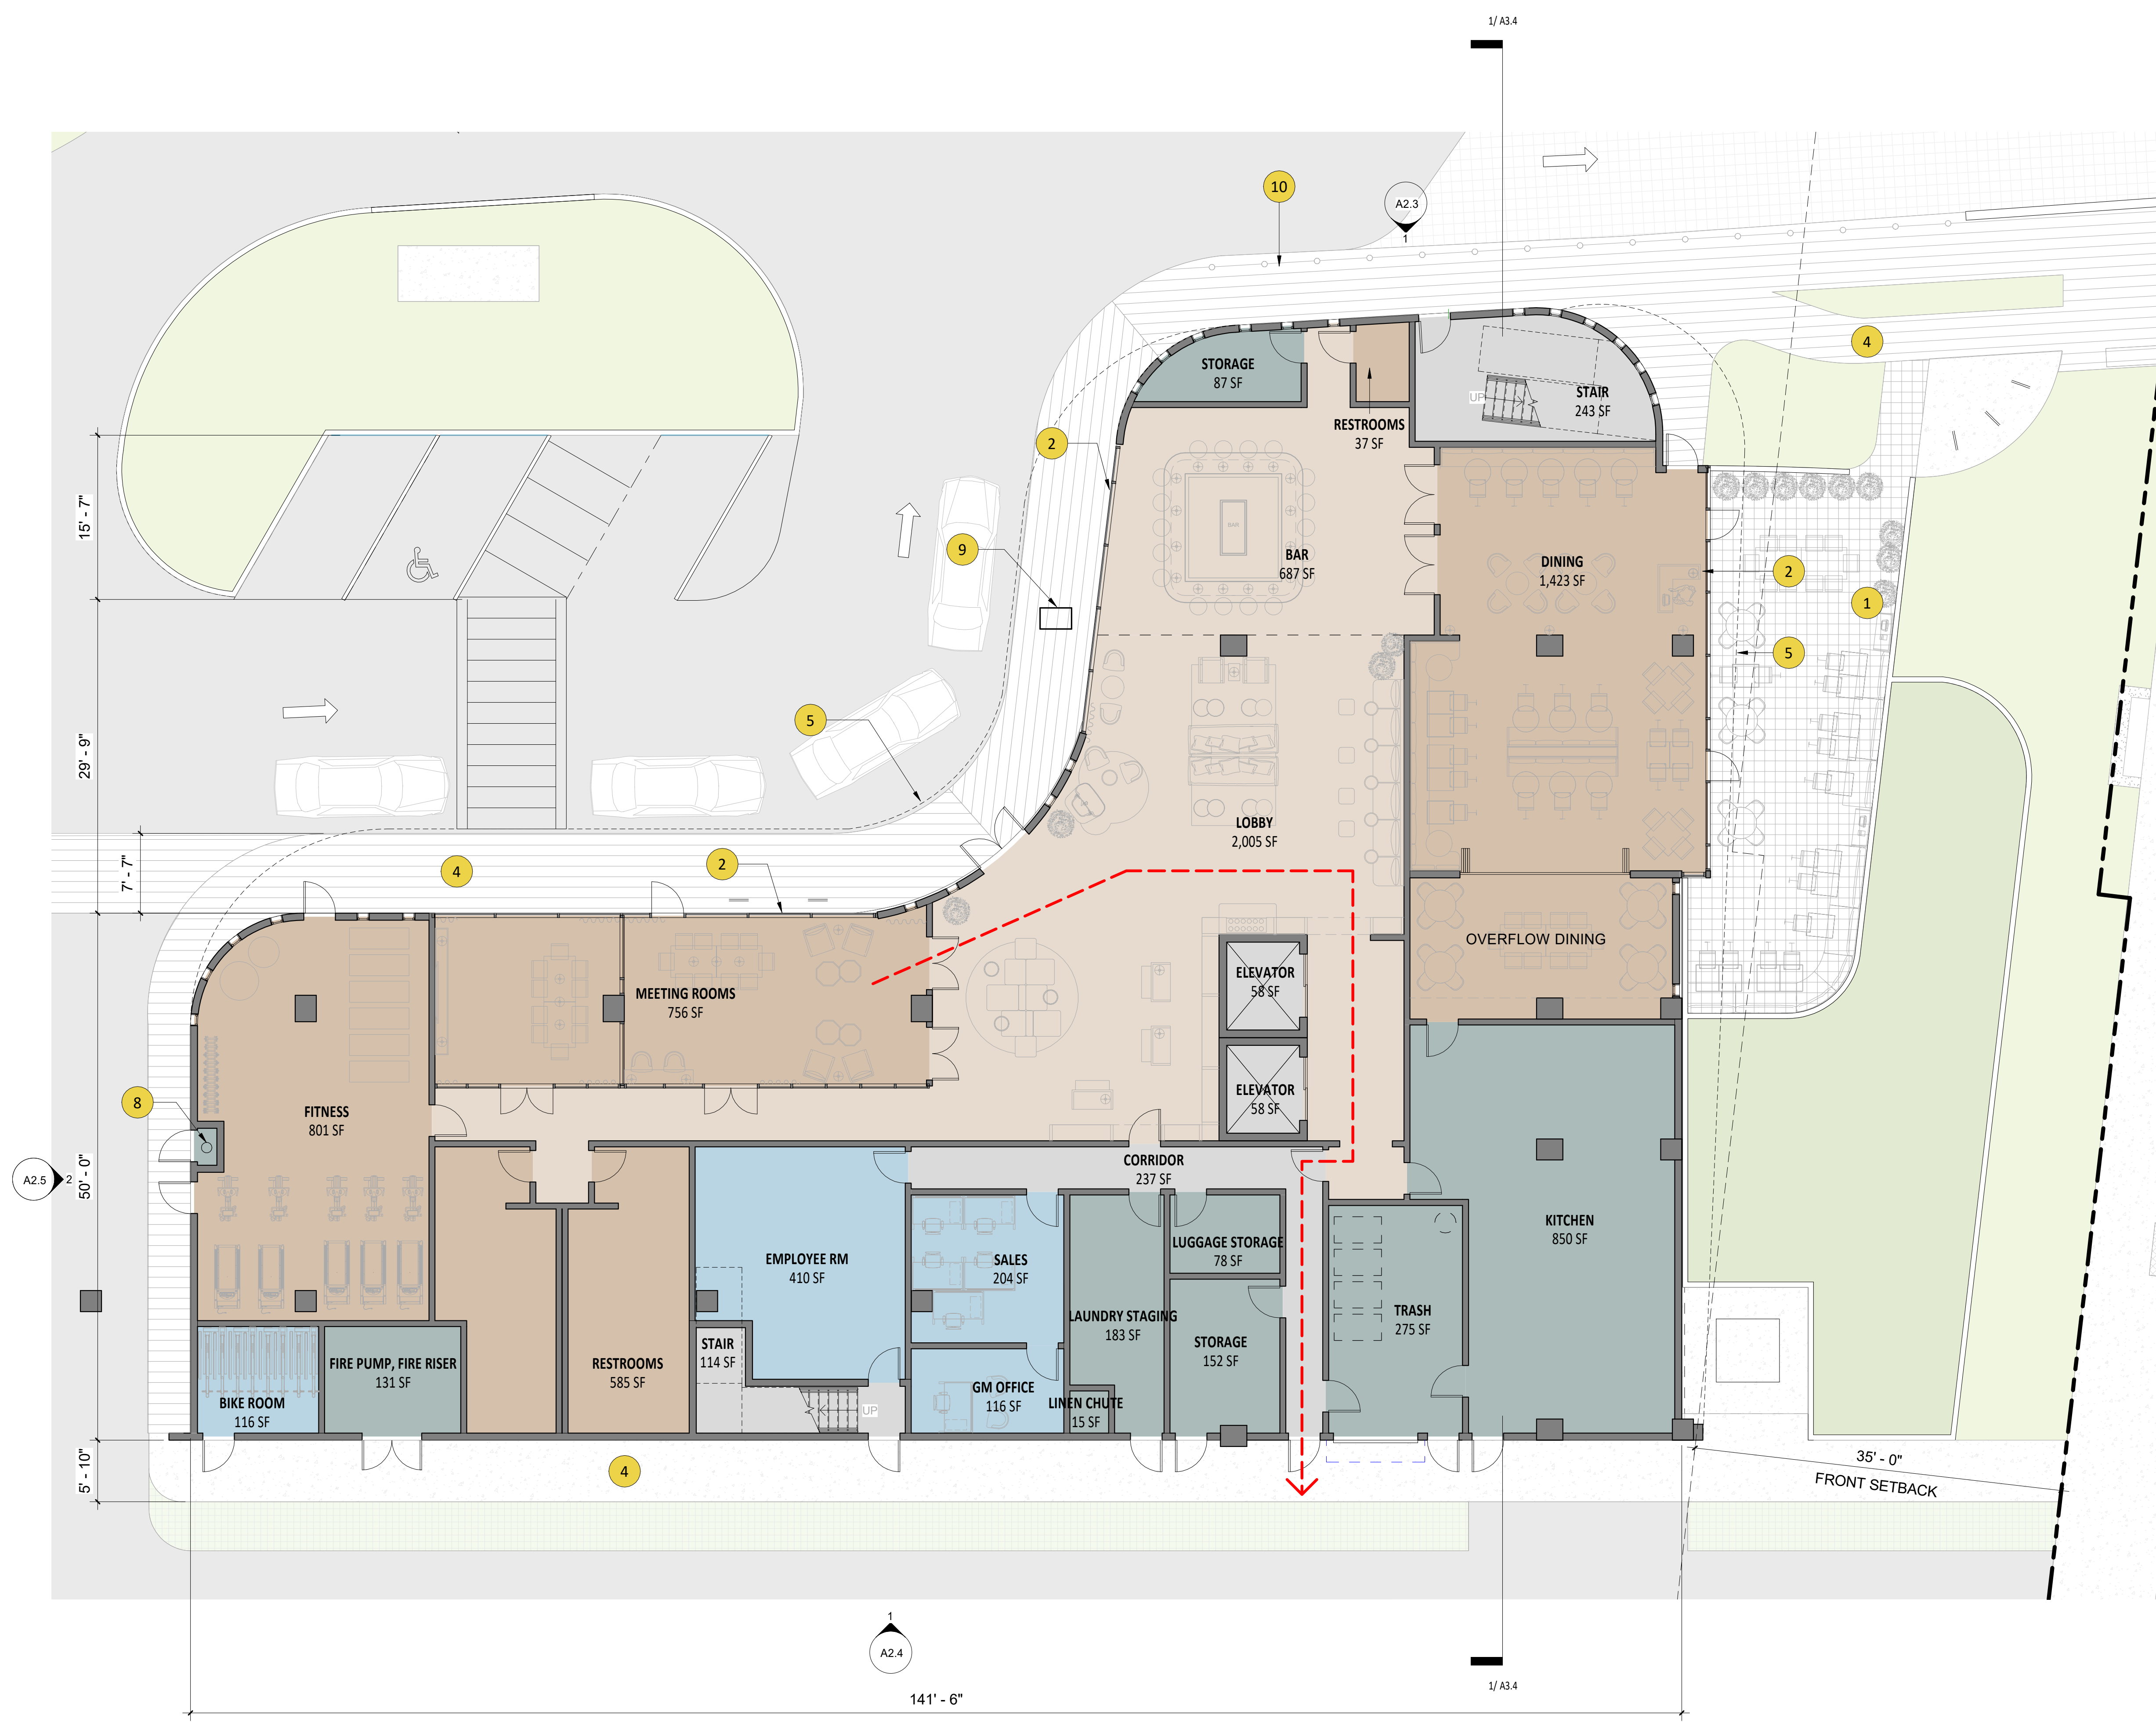 1/ A3.4
10
A2.3
1
4
STORAGE
87 SF
UP
STAIR
243 SF
RESTROOMS
37 SF
2
15' - 7"
9
BAR
BAR
687 SF
DINING
1,423 SF
2
1
5
5
29' - 9"
LOBBY
2,005 SF
7' - 7"
4
2
OVERFLOW DINING
ELEVATOR
58 SF
MEETING ROOMS
756 SF
ELEVATOR
58 SF
8
FITNESS
801 SF
A2.5
2
50' - 0"
CORRIDOR
237 SF
KITCHEN
850 SF
EMPLOYEE RM
410 SF
SALES
204 SF
LUGGAGE STORAGE
78 SF
LAUNDRY STAGING
183 SF
TRASH
275 SF
STORAGE
152 SF
STAIR
114 SF
FIRE PUMP, FIRE RISER
131 SF
RESTROOMS
585 SF
GM OFFICE
116 SF
BIKE ROOM
116 SF
LINEN CHUTE
15 SF
UP
5' - 10"
4
35' - 0"
FRONT SETBACK
1
A2.4
1/ A3.4
141' - 6"